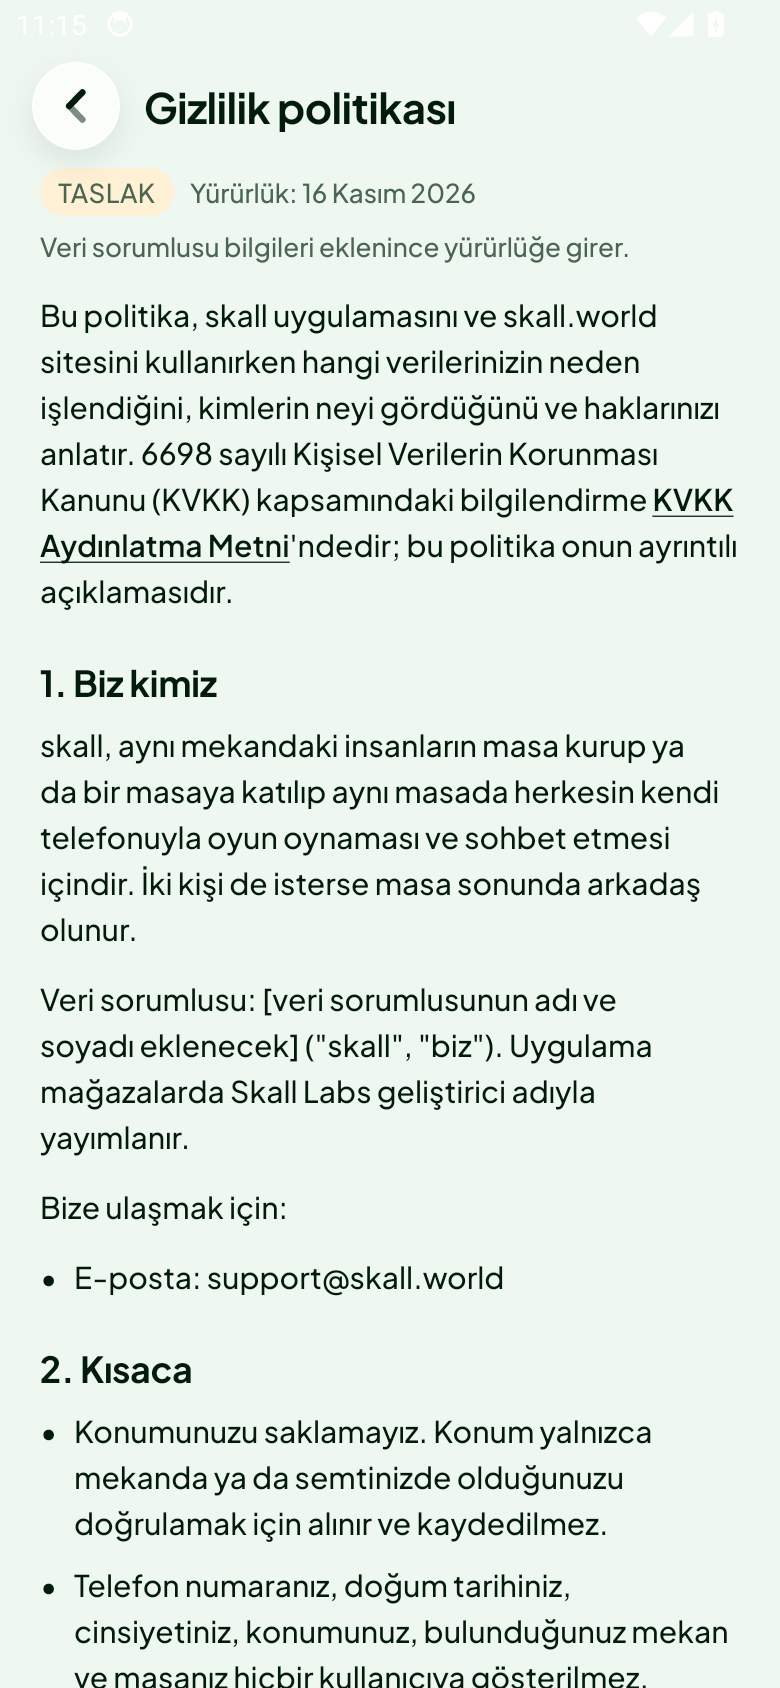 11:15
Gizlilik politikası
TASLAK Yürürlük: 16 Kasım 2026
Veri sorumlusu bilgileri eklenince yürürlüğe girer.
Bu politika, skall uygulamasını ve skall.world
sitesini kullanırken hangi verilerinizin neden
işlendiğini, kimlerin neyi gördüğünü ve haklarınızı
anlatır. 6698 sayılı Kişisel Verilerin Korunması
Kanunu (KVKK) kapsamındaki bilgilendirme KVKK
Aydınlatma Metni'ndedir; bu politika onun ayrıntılı
açıklamasıdır.
1. Biz kimiz
skall, aynı mekandaki insanların masa kurup ya
da bir masaya katılıp aynı masada herkesin kendi
telefonuyla oyun oynaması ve sohbet etmesi
içindir. İki kişi de isterse masa sonunda arkadaş
olunur.
Veri sorumlusu: [veri sorumlusunun adı ve
soyadı eklenecek] ("skall", "biz"). Uygulama
mağazalarda Skall Labs geliştirici adıyla
yayımlanır.
Bize ulaşmak için:
• E-posta: support@skall.world
2. Kısaca
• Konumunuzu saklamayız. Konum yalnızca
mekanda ya da semtinizde olduğunuzu
doğrulamak için alınır ve kaydedilmez.
• Telefon numaranız, doğum tarihiniz,
cinsiyetiniz, konumunuz, bulunduğunuz mekan
ve masanız hiçbir kullanıcıya gösterilmez.